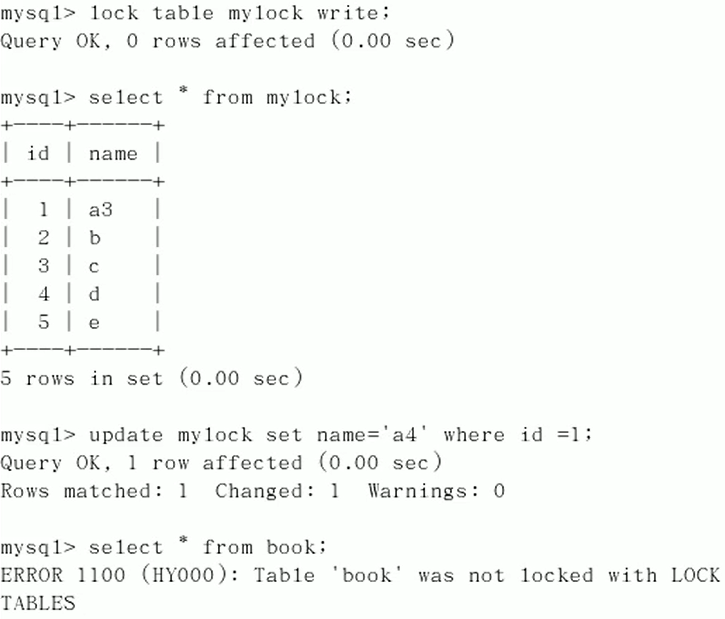 mysql> lock table mylock write;
Query OK, 0 rows affected (0.00 sec)
mysql> select * from mylock;
+----+------+
| id | name |
+----+------+
|  1 | a3   |
|  2 | b    |
|  3 | c    |
|  4 | d    |
|  5 | e    |
+----+------+
5 rows in set (0.00 sec)
mysql> update mylock set name='a4' where id =1;
Query OK, 1 row affected (0.00 sec)
Rows matched: 1  Changed: 1  Warnings: 0
mysql> select * from book;
ERROR 1100 (HY000): Table 'book' was not locked with LOCK
TABLES